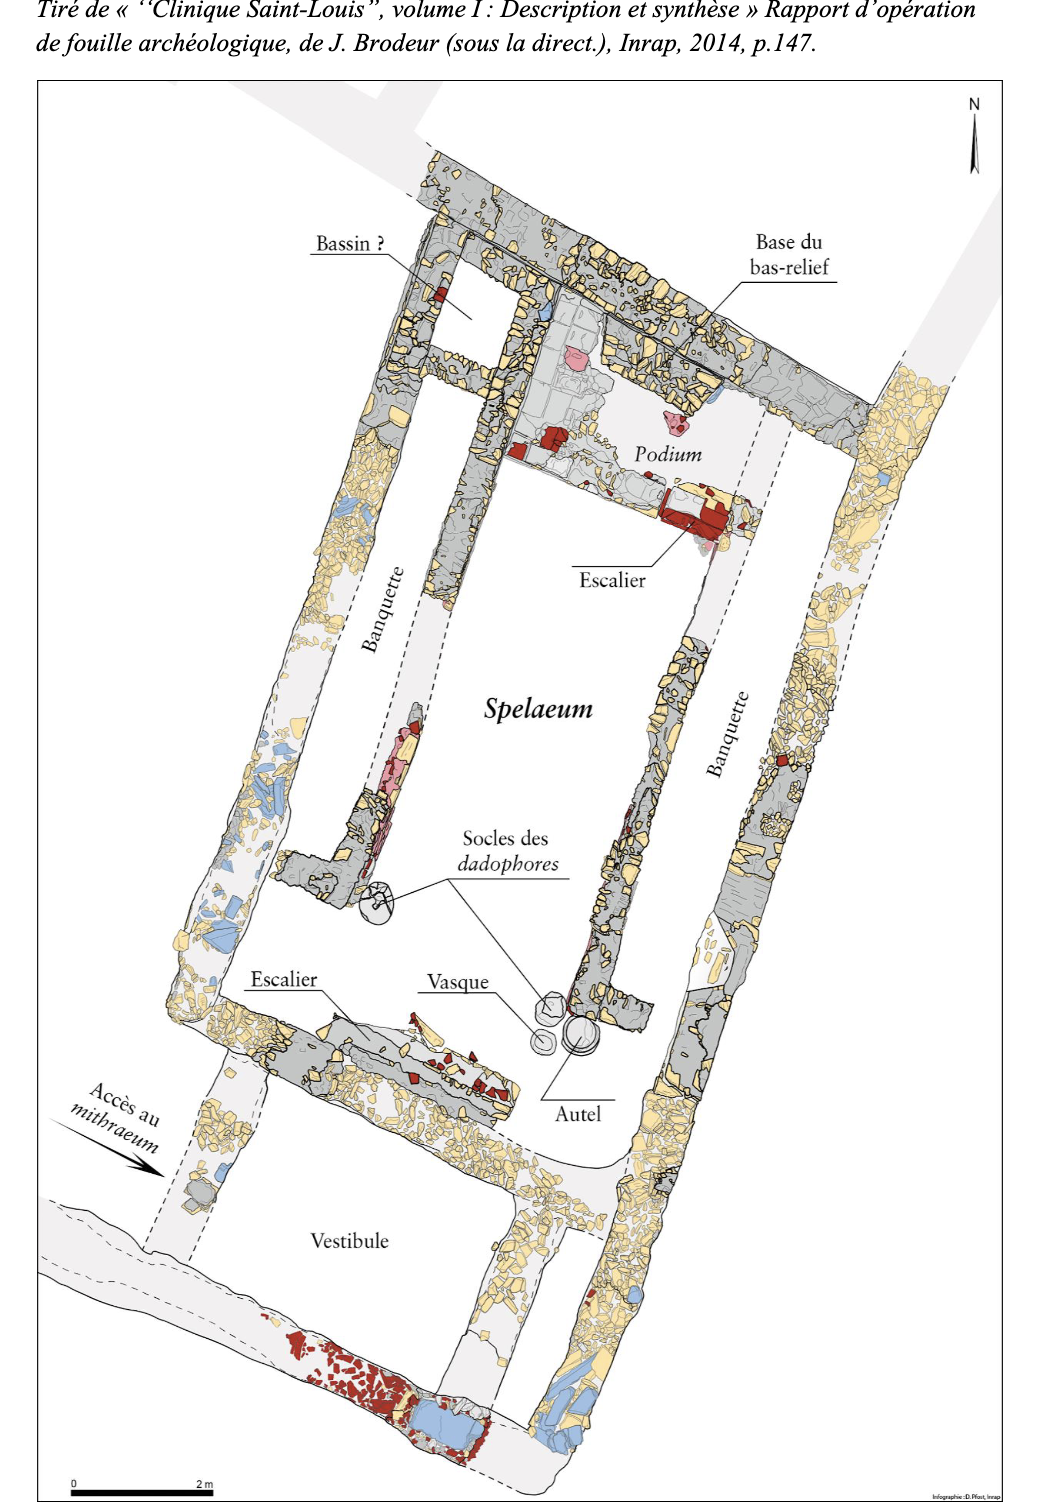 Tiré de « ‘‘Clinique Saint-Louis’’, volume I : Description et synthèse » Rapport d’opération
de fouille archéologique, de J. Brodeur (sous la direct.), Inrap, 2014, p.147.
N
Bassin ?
Base du
bas-relief
Podium
Escalier
Banquette
Spelaeum
Banquette
Socles des
dadophores
Escalier
Vasque
Autel
Accès au
mithraeum
Vestibule
0
2 m
Infographie : D. Pfost, Inrap